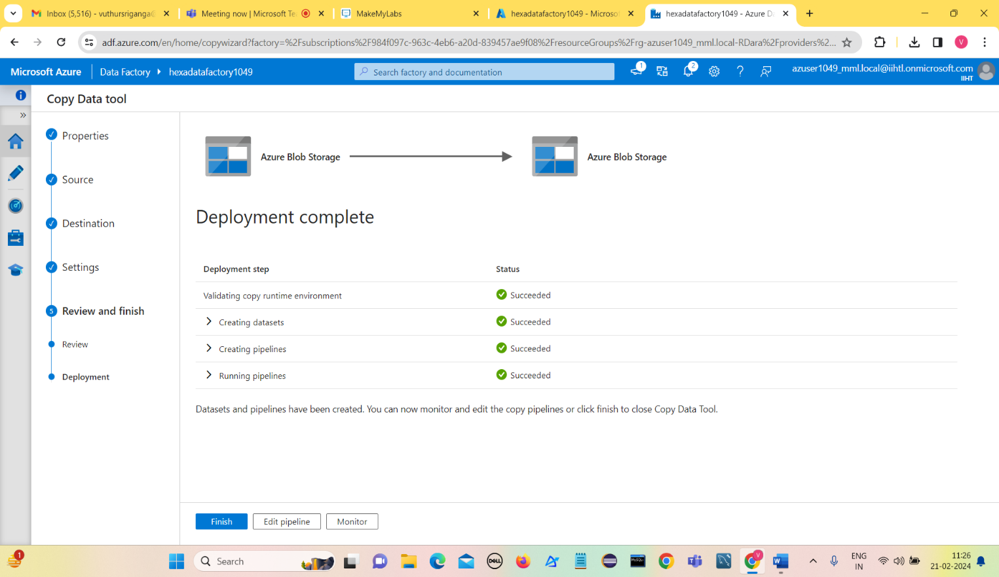 Inbox (5,516) - vuthursriganga@
Meeting now | Microsoft Te
MakeMyLabs
hexadatafactory1049 - Microsof
hexadatafactory1049 - Azure D
adf.azure.com/en/home/copywizard?factory=%2Fsubscriptions%2F984f097c-963c-4eb6-a20d-839457ae9f08%2FresourceGroups%2Frg-azuser1049_mml.local-RDara%2Fproviders%2...
V
Microsoft Azure
Data Factory
hexadatafactory1049
Search factory and documentation
1
2
azuser1049_mml.local@iihtl.onmicrosoft.com
IIHT
Copy Data tool
Properties
Source
Destination
Settings
5
Review and finish
Review
Deployment
Azure Blob Storage
Azure Blob Storage
Deployment complete
Deployment step
Status
Validating copy runtime environment
Succeeded
Creating datasets
Succeeded
Creating pipelines
Succeeded
Running pipelines
Succeeded
Datasets and pipelines have been created. You can now monitor and edit the copy pipelines or click finish to close Copy Data Tool.
Finish
Edit pipeline
Monitor
1
Search
DELL
MySQL
V
W
ENG
IN
11:26
21-02-2024